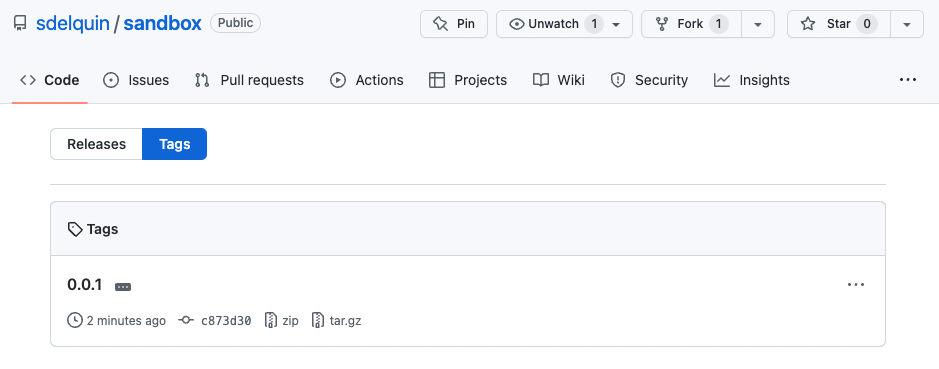 sdelquin / sandbox Public Pin Unwatch 1 Fork 1 Star 0
Code Issues Pull requests Actions Projects Wiki Security Insights
Releases Tags
Tags
0.0.1
2 minutes ago c873d30 zip tar.gz